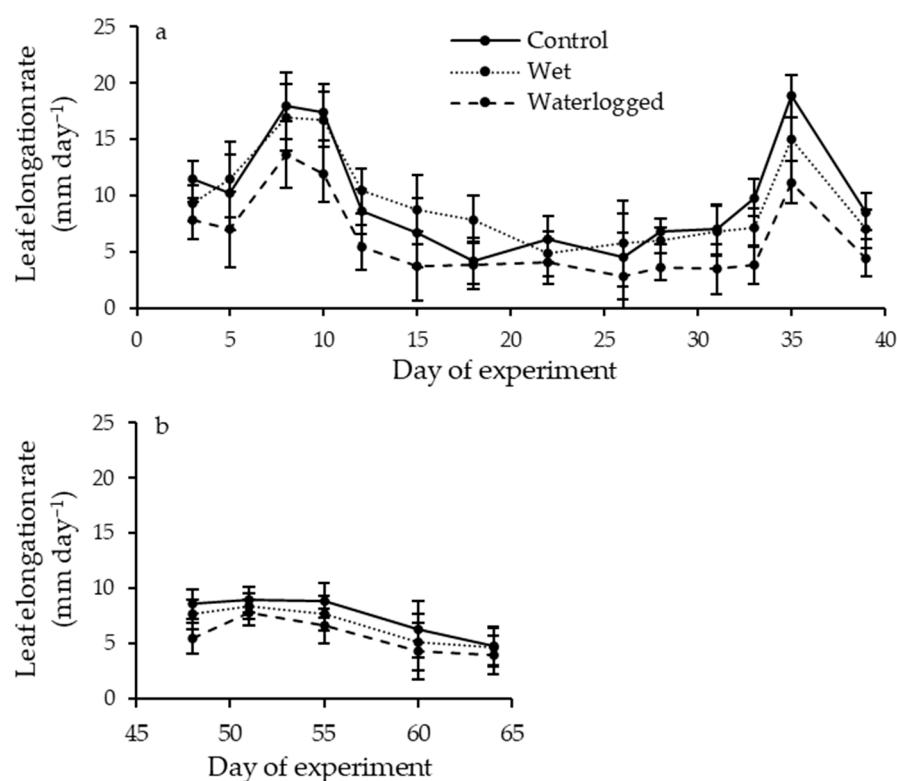 a
Control
Wet
Waterlogged
Leaf elongation rate
(mm day⁻¹)
25
20
15
10
5
0
0 5 10 15 20 25 30 35 40
Day of experiment
b
Leaf elongation rate
(mm day⁻¹)
25
20
15
10
5
0
45 50 55 60 65
Day of experiment